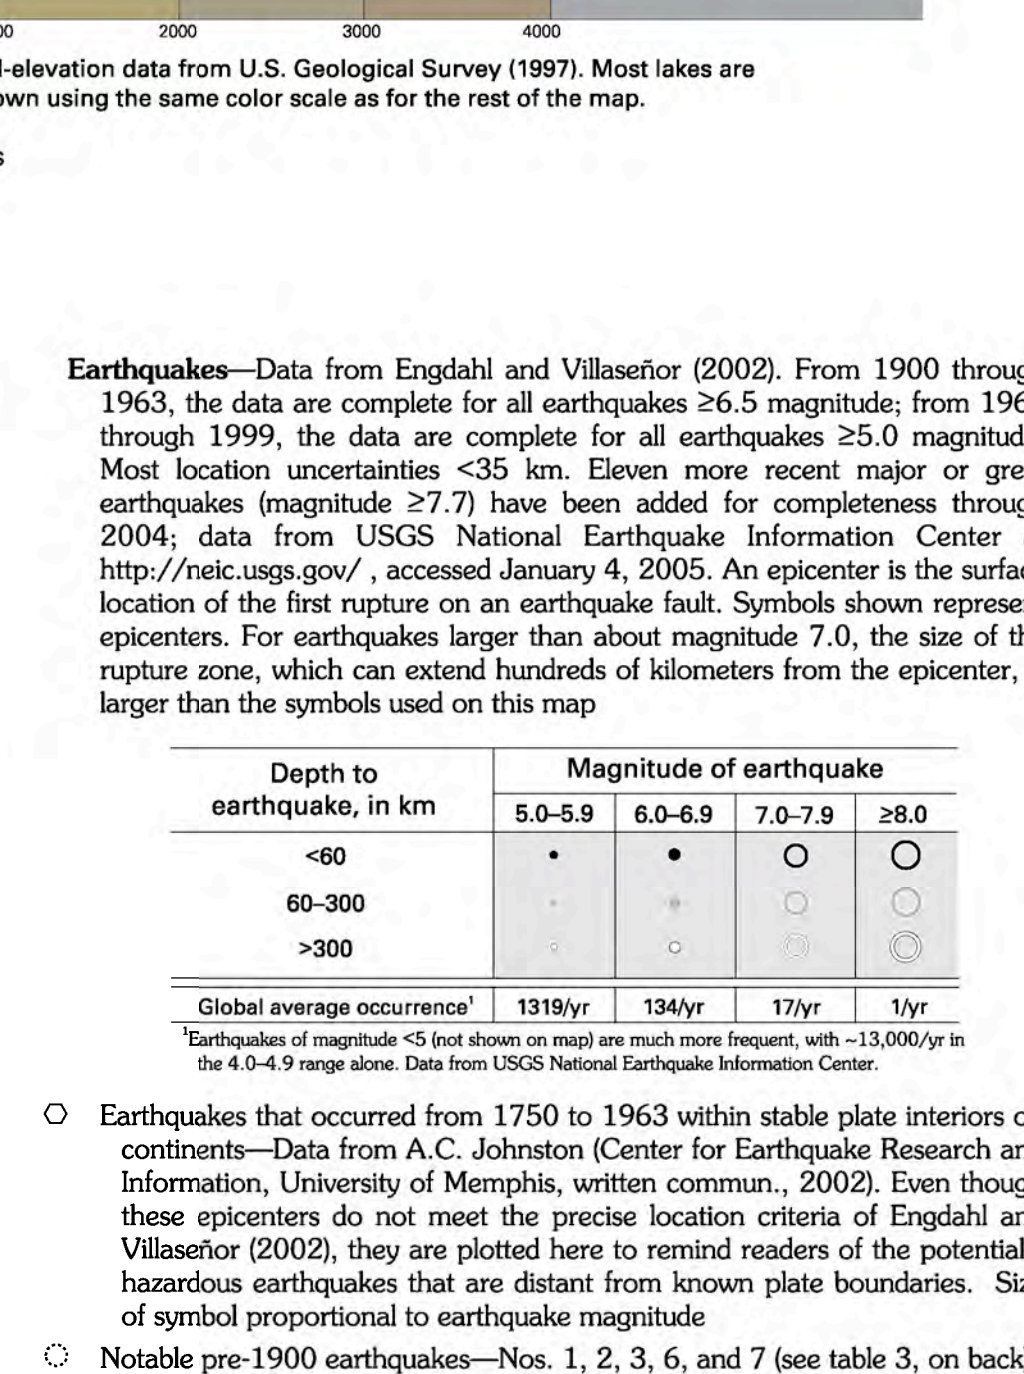 00 2000 3000 4000
l-elevation data from U.S. Geological Survey (1997). Most lakes are
own using the same color scale as for the rest of the map.
s
Earthquakes—Data from Engdahl and Villaseñor (2002). From 1900 throug
1963, the data are complete for all earthquakes ≥6.5 magnitude; from 196
through 1999, the data are complete for all earthquakes ≥5.0 magnitud
Most location uncertainties <35 km. Eleven more recent major or gre
earthquakes (magnitude ≥7.7) have been added for completeness throug
2004; data from USGS National Earthquake Information Center
http://neic.usgs.gov/ , accessed January 4, 2005. An epicenter is the surfac
location of the first rupture on an earthquake fault. Symbols shown represe
epicenters. For earthquakes larger than about magnitude 7.0, the size of th
rupture zone, which can extend hundreds of kilometers from the epicenter,
larger than the symbols used on this map
Depth to
earthquake, in km
Magnitude of earthquake
5.0–5.9 6.0–6.9 7.0–7.9 ≥8.0
<60
60–300
>300
Global average occurrence¹ 1319/yr 134/yr 17/yr 1/yr
¹Earthquakes of magnitude <5 (not shown on map) are much more frequent, with ~13,000/yr in
the 4.0–4.9 range alone. Data from USGS National Earthquake Information Center.
Earthquakes that occurred from 1750 to 1963 within stable plate interiors o
continents—Data from A.C. Johnston (Center for Earthquake Research an
Information, University of Memphis, written commun., 2002). Even thoug
these epicenters do not meet the precise location criteria of Engdahl an
Villaseñor (2002), they are plotted here to remind readers of the potential
hazardous earthquakes that are distant from known plate boundaries. Siz
of symbol proportional to earthquake magnitude
Notable pre-1900 earthquakes—Nos. 1, 2, 3, 6, and 7 (see table 3, on back